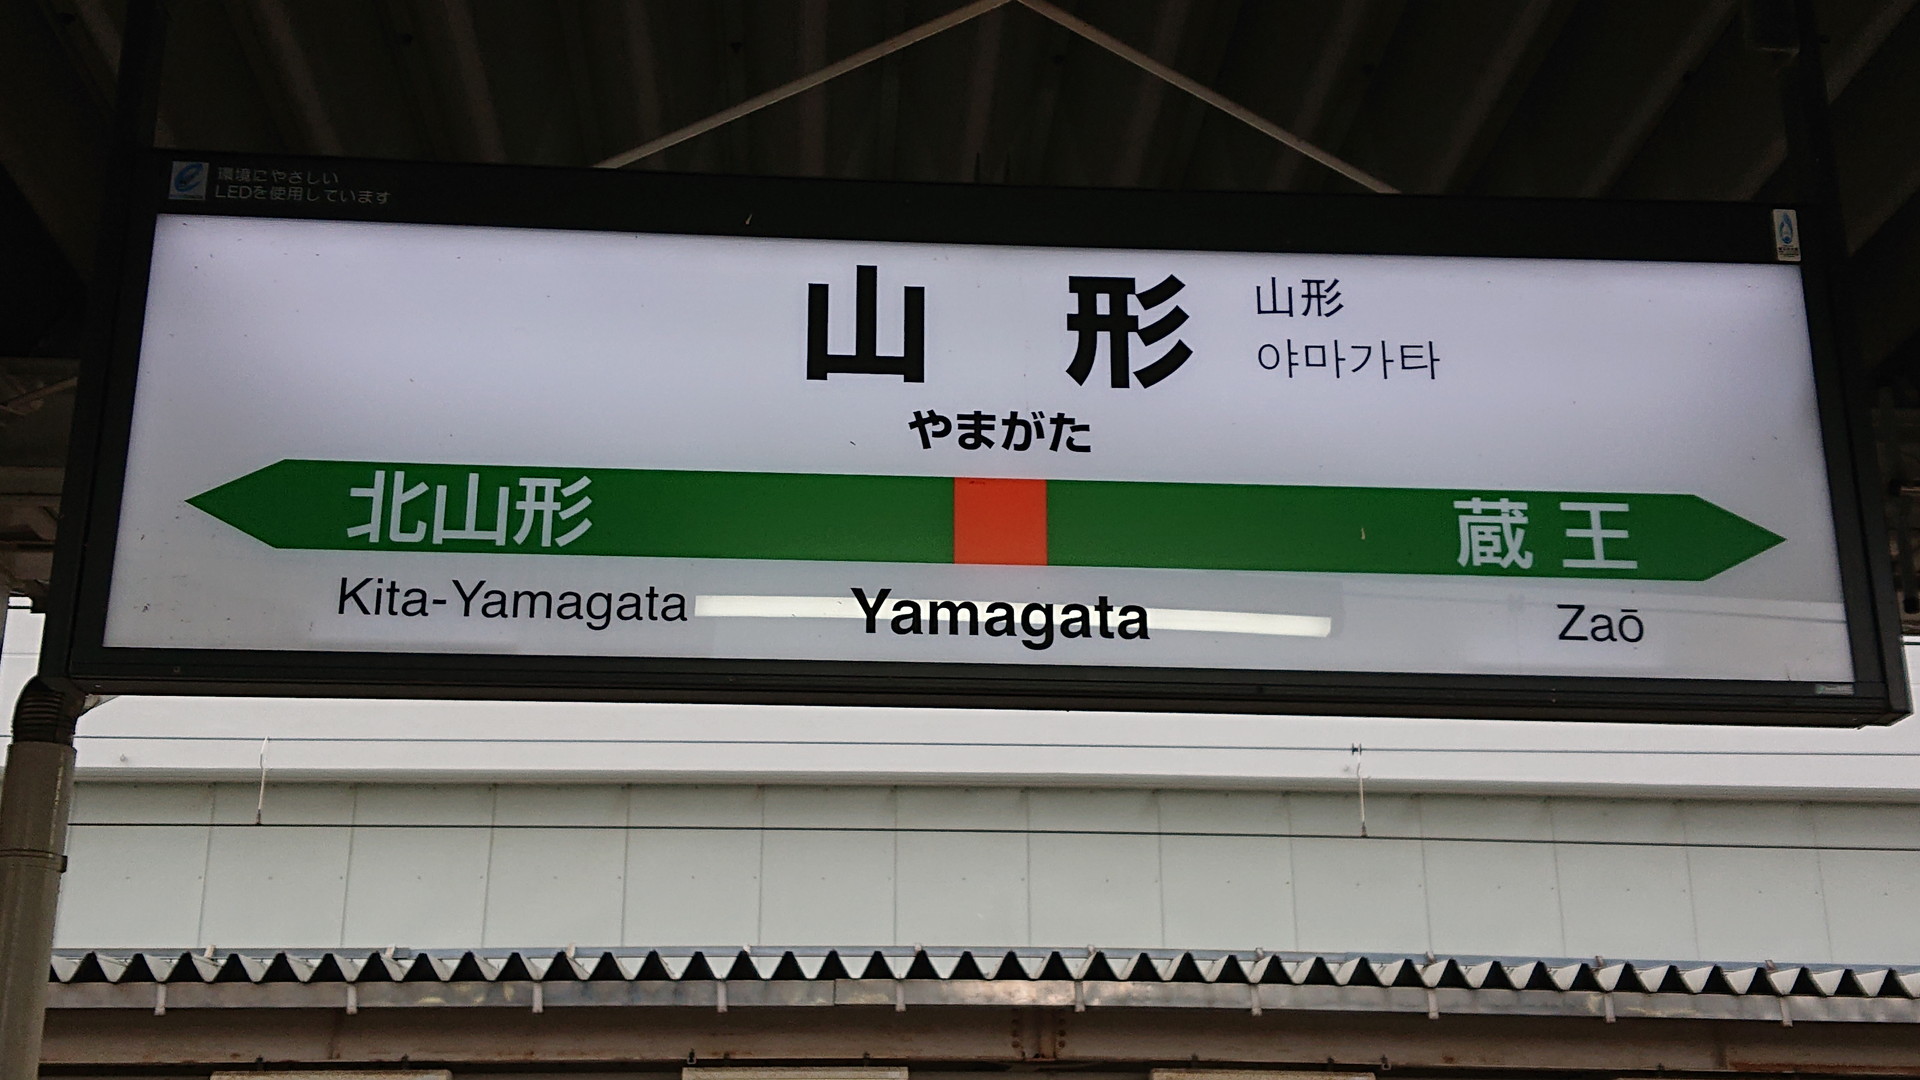 環境にやさしい
LEDを使用しています
山形
山形
야마가타
やまがた
北山形
蔵王
Kita-Yamagata
Yamagata
Zaō